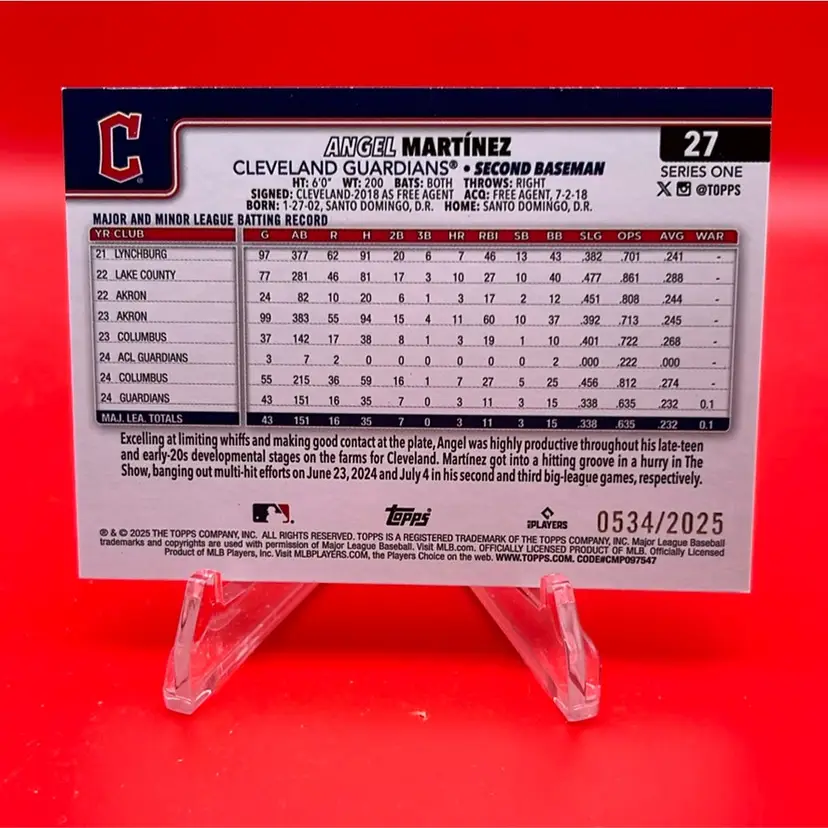 C
ANGEL MARTÍNEZ
27
CLEVELAND GUARDIANS® • SECOND BASEMAN
SERIES ONE
HT: 6'0" WT: 200 BATS: BOTH THROWS: RIGHT
X @TOPPS
SIGNED: CLEVELAND-2018 AS FREE AGENT ACQ: FREE AGENT, 7-2-18
BORN: 1-27-02, SANTO DOMINGO, D.R. HOME: SANTO DOMINGO, D.R.
MAJOR AND MINOR LEAGUE BATTING RECORD
YR CLUB G AB R H 2B 3B HR RBI SB BB SLG OPS AVG WAR
21 LYNCHBURG 97 377 62 91 20 6 7 46 13 43 .382 .701 .241 -
22 LAKE COUNTY 77 281 46 81 17 3 10 27 10 40 .477 .861 .288 -
22 AKRON 24 82 10 20 6 1 3 17 2 12 .451 .808 .244 -
23 AKRON 99 383 55 94 15 4 11 60 10 37 .392 .713 .245 -
23 COLUMBUS 37 142 17 38 8 1 3 19 1 10 .401 .722 .268 -
24 ACL GUARDIANS 3 7 2 0 0 0 0 0 0 2 .000 .222 .000 -
24 COLUMBUS 55 215 36 59 16 1 7 27 5 25 .456 .812 .274 -
24 GUARDIANS 43 151 16 35 7 0 3 11 3 15 .338 .635 .232 0.1
MAJ. LEA. TOTALS 43 151 16 35 7 0 3 11 3 15 .338 .635 .232 0.1
Excelling at limiting whiffs and making good contact at the plate, Angel was highly productive throughout his late-teen
and early-20s developmental stages on the farms for Cleveland. Martínez got into a hitting groove in a hurry in The
Show, banging out multi-hit efforts on June 23, 2024 and July 4 in his second and third big-league games, respectively.
Topps
PLAYERS
0534/2025
® & © 2025 THE TOPPS COMPANY, INC. ALL RIGHTS RESERVED. TOPPS IS A REGISTERED TRADEMARK OF THE TOPPS COMPANY, INC. Major League Baseball
trademarks and copyrights are used with permission of Major League Baseball. Visit MLB.com. OFFICIALLY LICENSED PRODUCT OF MLB. Officially Licensed
Product of MLB Players, Inc. Visit MLBPLAYERS.COM, the Players Choice on the web. WWW.TOPPS.COM. CODE#CMP097547